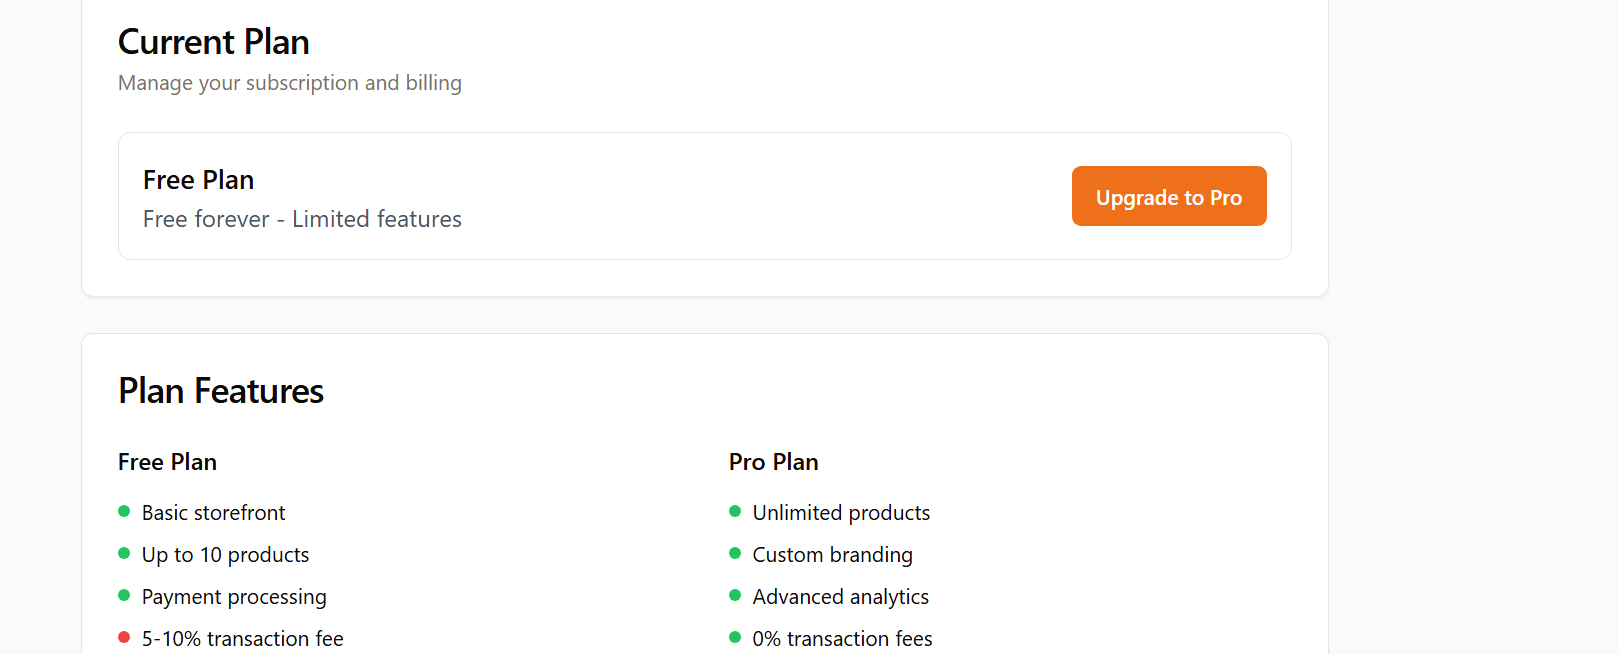 Current Plan
Manage your subscription and billing
Free Plan
Free forever - Limited features
Upgrade to Pro
Plan Features
Free Plan
Basic storefront
Up to 10 products
Payment processing
5-10% transaction fee
Pro Plan
Unlimited products
Custom branding
Advanced analytics
0% transaction fees